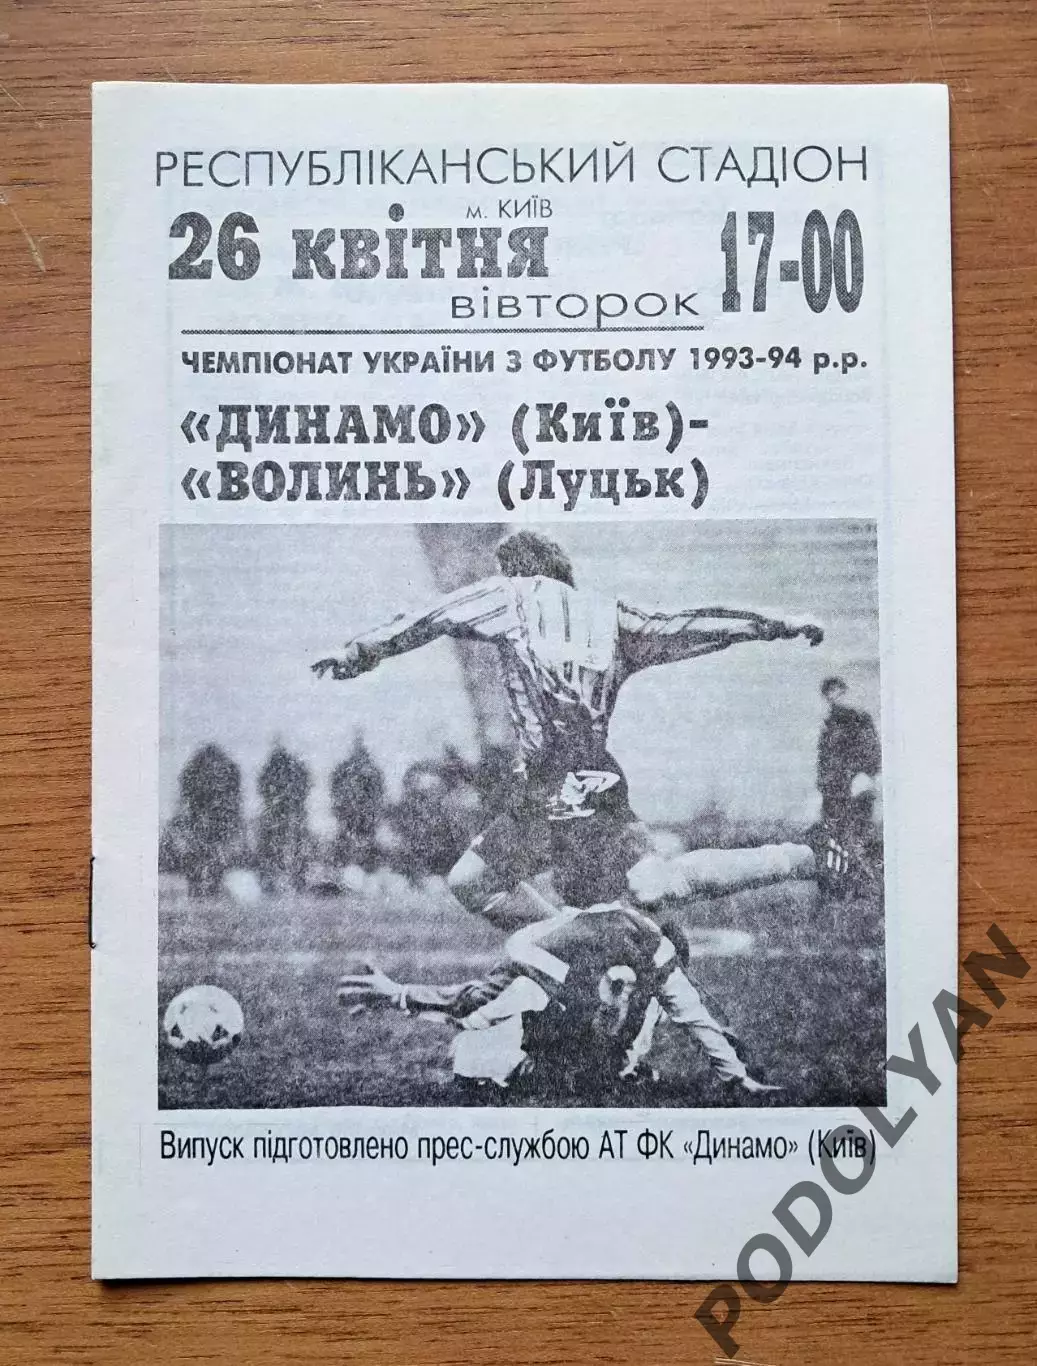 РЕСПУБЛІКАНСЬКИЙ СТАДІОН
м. КИЇВ
26 КВІТНЯ 17-00
ВІВТОРОК
ЧЕМПІОНАТ УКРАЇНИ З ФУТБОЛУ 1993-94 р.р.
«ДИНАМО» (Київ)-
«ВОЛИНЬ» (Луцьк)
Випуск підготовлено прес-службою АТ ФК «Динамо» (Київ)
PODOLYAN